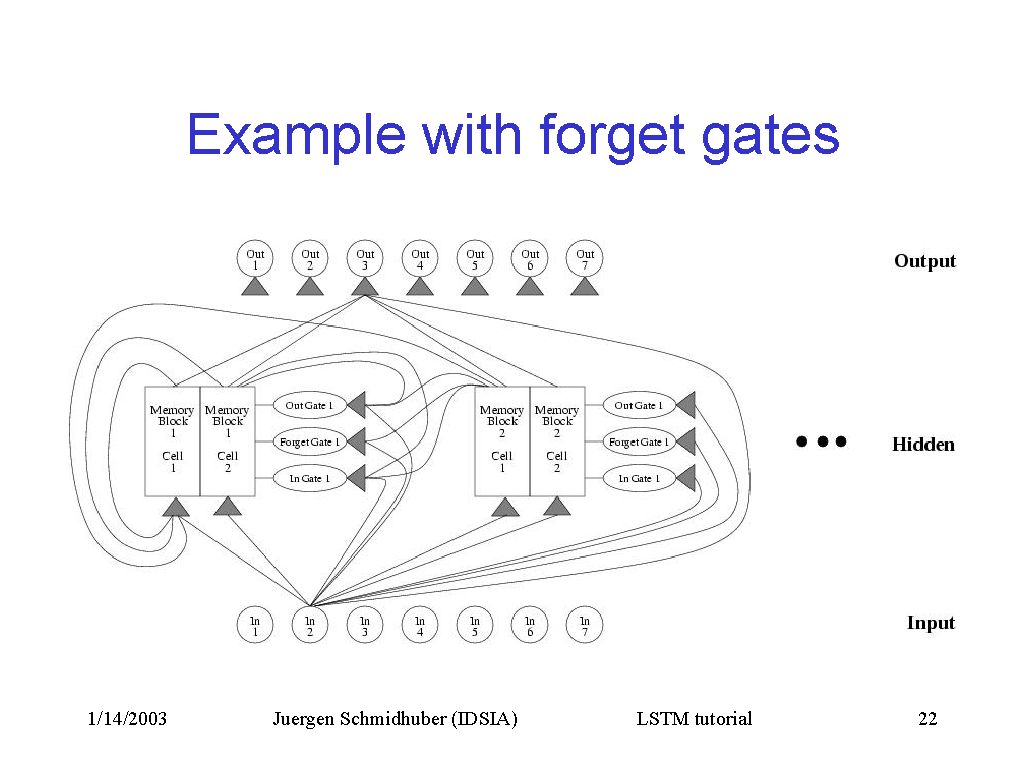 Example with forget gates
Out
1
Out
2
Out
3
Out
4
Out
5
Out
6
Out
7
Output
Memory
Block
1
Cell
1
Memory
Block
1
Cell
2
Out Gate 1
Forget Gate 1
In Gate 1
Memory
Block
2
Cell
1
Memory
Block
2
Cell
2
Out Gate 1
Forget Gate 1
In Gate 1
Hidden
In
1
In
2
In
3
In
4
In
5
In
6
In
7
Input
1/14/2003
Juergen Schmidhuber (IDSIA)
LSTM tutorial
22